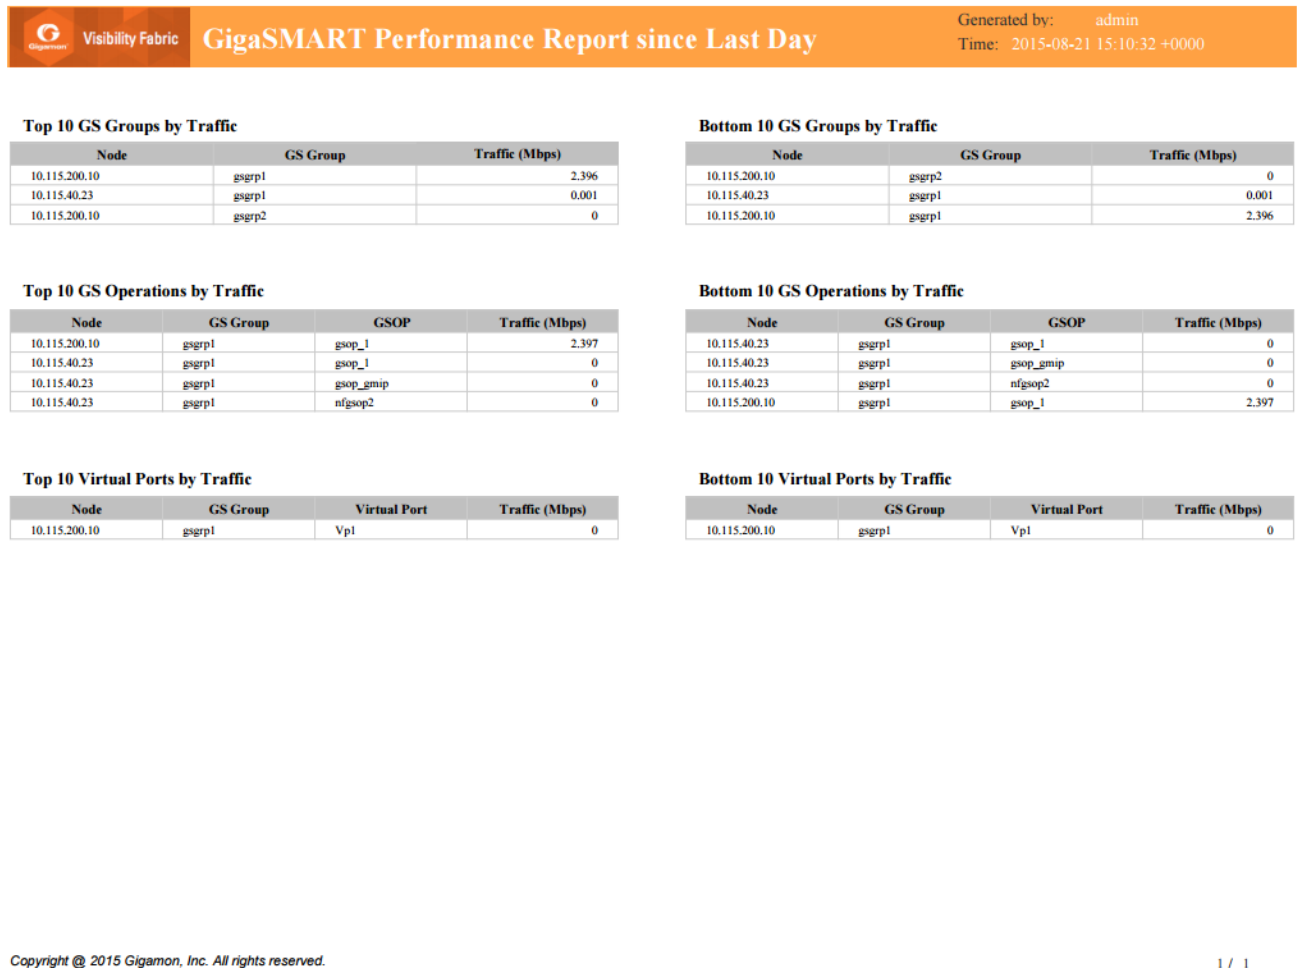 Gigamon Visibility Fabric GigaSMART Performance Report since Last Day
Generated by: admin
Time: 2015-08-21 15:10:32 +0000
Top 10 GS Groups by Traffic
Node GS Group Traffic (Mbps)
10.115.200.10 gsgrp1 2.396
10.115.40.23 gsgrp1 0.001
10.115.200.10 gsgrp2 0
Bottom 10 GS Groups by Traffic
Node GS Group Traffic (Mbps)
10.115.200.10 gsgrp2 0
10.115.40.23 gsgrp1 0.001
10.115.200.10 gsgrp1 2.396
Top 10 GS Operations by Traffic
Node GS Group GSOP Traffic (Mbps)
10.115.200.10 gsgrp1 gsop_1 2.397
10.115.40.23 gsgrp1 gsop_1 0
10.115.40.23 gsgrp1 gsop_gmip 0
10.115.40.23 gsgrp1 nfgsop2 0
Bottom 10 GS Operations by Traffic
Node GS Group GSOP Traffic (Mbps)
10.115.40.23 gsgrp1 gsop_1 0
10.115.40.23 gsgrp1 gsop_gmip 0
10.115.40.23 gsgrp1 nfgsop2 0
10.115.200.10 gsgrp1 gsop_1 2.397
Top 10 Virtual Ports by Traffic
Node GS Group Virtual Port Traffic (Mbps)
10.115.200.10 gsgrp1 Vp1 0
Bottom 10 Virtual Ports by Traffic
Node GS Group Virtual Port Traffic (Mbps)
10.115.200.10 gsgrp1 Vp1 0
Copyright @ 2015 Gigamon, Inc. All rights reserved.
1 / 1